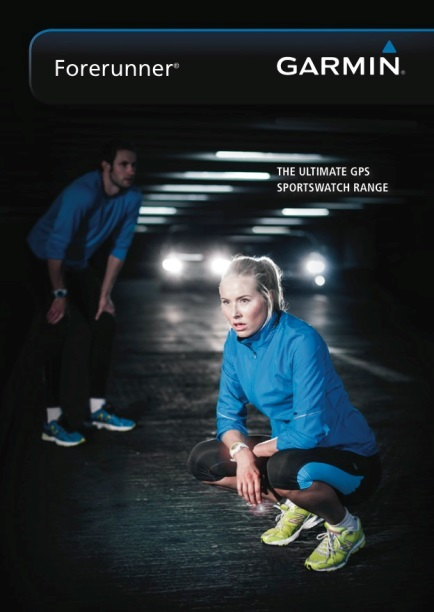 Forerunner®
GARMIN®
THE ULTIMATE GPS
SPORTSWATCH RANGE